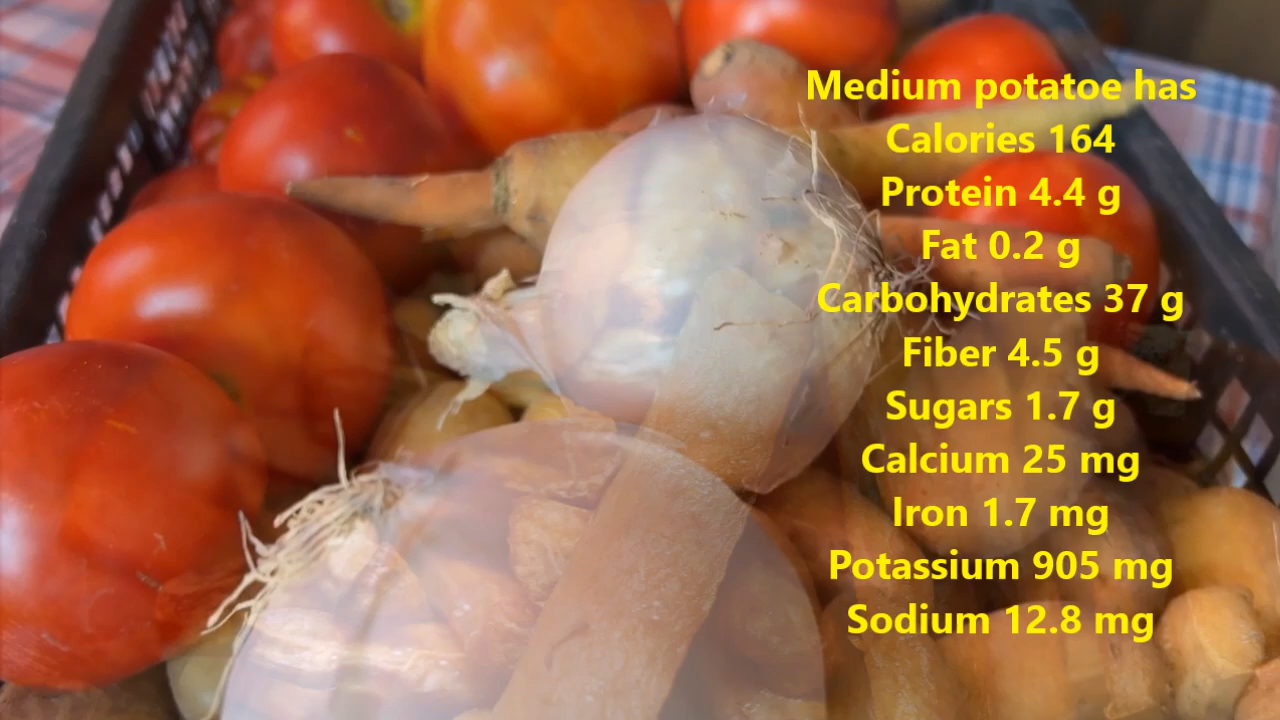 Medium potatoe has
Calories 164
Protein 4.4 g
Fat 0.2 g
Carbohydrates 37 g
Fiber 4.5 g
Sugars 1.7 g
Calcium 25 mg
Iron 1.7 mg
Potassium 905 mg
Sodium 12.8 mg